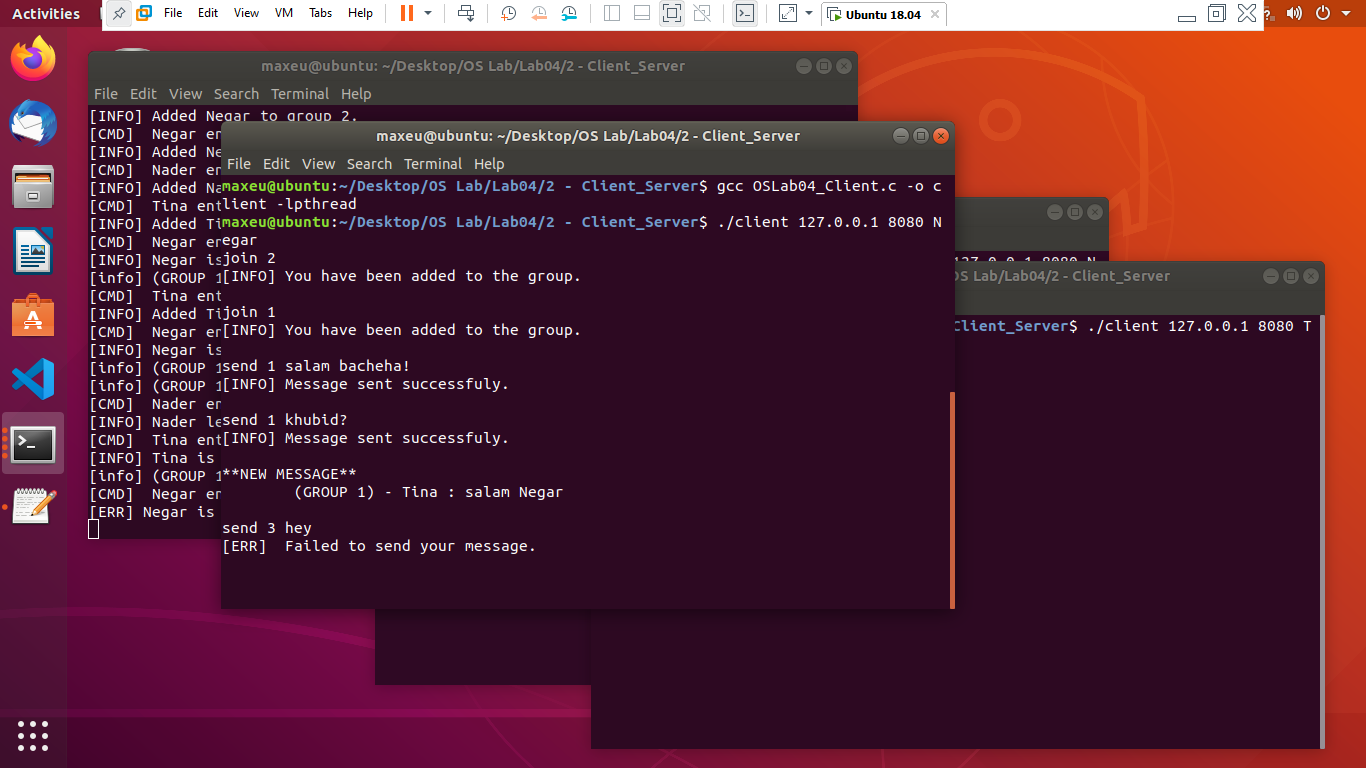 Activities
File Edit View VM Tabs Help
Ubuntu 18.04
maxeu@ubuntu: ~/Desktop/OS Lab/Lab04/2 - Client_Server
File Edit View Search Terminal Help
[INFO] Added Negar to group 2.
[CMD]  Negar en
[INFO] Added Ne
[CMD]  Nader en
[INFO] Added Na
[CMD]  Tina ent
[INFO] Added Ti
[CMD]  Negar en
[INFO] Negar is
[info] (GROUP 1
[CMD]  Tina ent
[INFO] Added Ti
[CMD]  Negar en
[INFO] Negar is
[info] (GROUP 1
[info] (GROUP 1
[CMD]  Nader en
[INFO] Nader le
[CMD]  Tina ent
[INFO] Tina is
[info] (GROUP 1
[CMD]  Negar en
[ERR] Negar is
maxeu@ubuntu: ~/Desktop/OS Lab/Lab04/2 - Client_Server
File Edit View Search Terminal Help
maxeu@ubuntu:~/Desktop/OS Lab/Lab04/2 - Client_Server$ gcc OSLab04_Client.c -o c
lient -lpthread
maxeu@ubuntu:~/Desktop/OS Lab/Lab04/2 - Client_Server$ ./client 127.0.0.1 8080 N
egar
join 2
[INFO] You have been added to the group.
join 1
[INFO] You have been added to the group.
send 1 salam bacheha!
[INFO] Message sent successfuly.
send 1 khubid?
[INFO] Message sent successfuly.
**NEW MESSAGE**
(GROUP 1) - Tina : salam Negar
send 3 hey
[ERR]  Failed to send your message.
127.0.0.1 8080 N
OS Lab/Lab04/2 - Client_Server
Client_Server$ ./client 127.0.0.1 8080 T